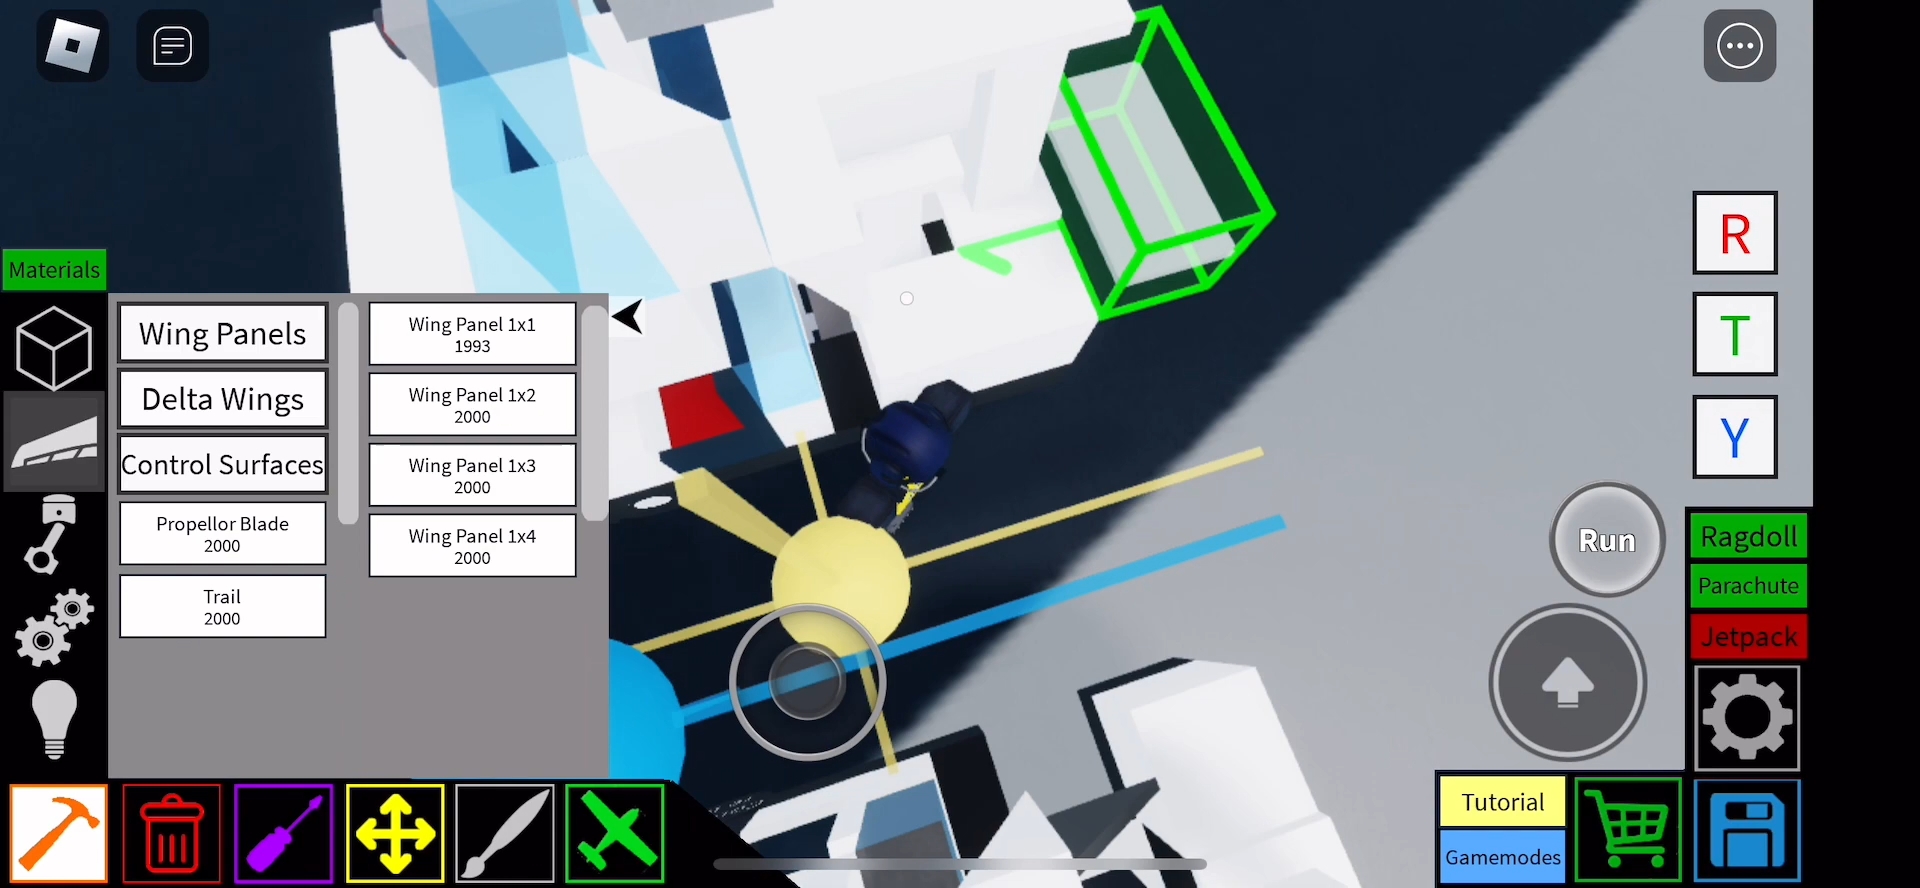 Materials
Wing Panels
Delta Wings
Control Surfaces
Propellor Blade
2000
Trail
2000
Wing Panel 1x1
1993
Wing Panel 1x2
2000
Wing Panel 1x3
2000
Wing Panel 1x4
2000
R
T
Y
Run
Ragdoll
Parachute
Jetpack
Tutorial
Gamemodes